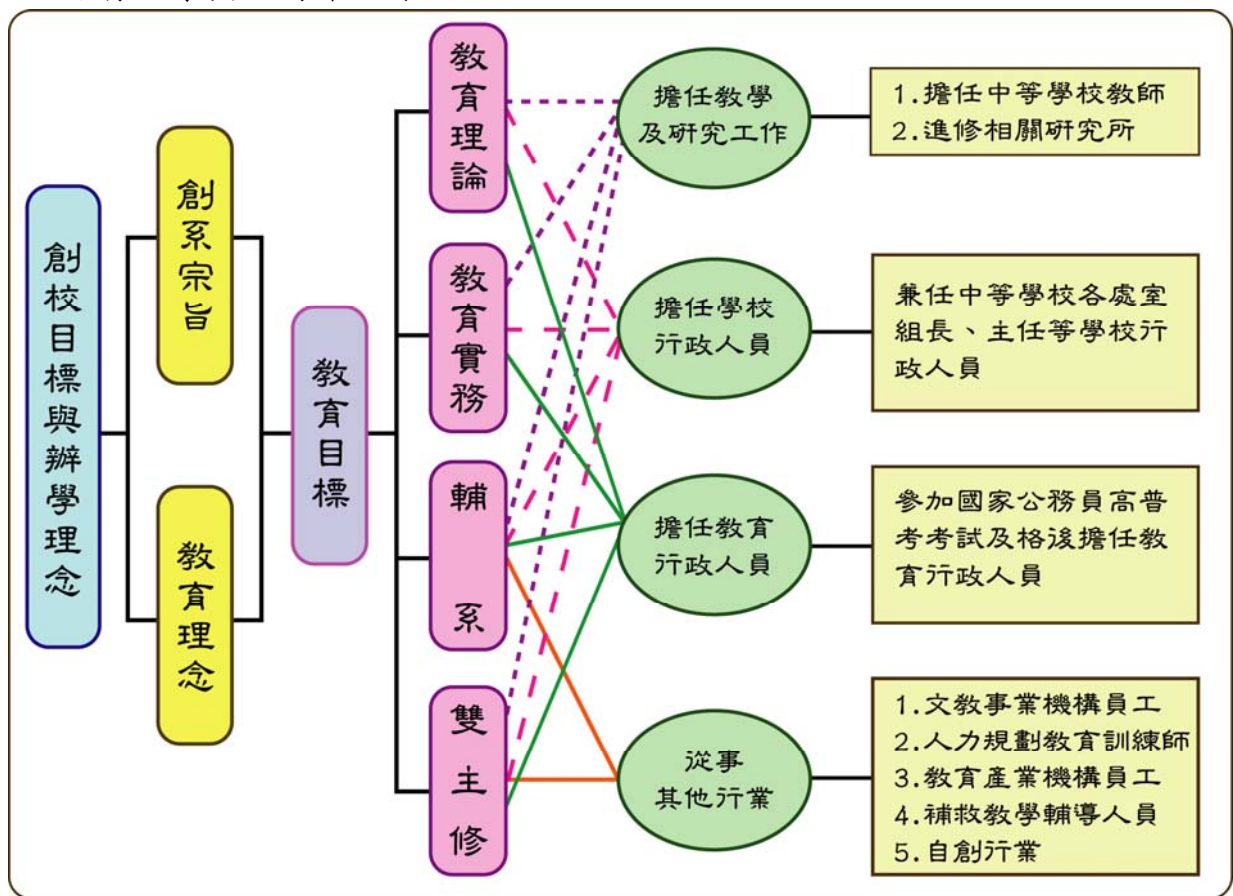 創校目標與辦學理念
創系宗旨
教育理念
教育目標
教育理論
教育實務
輔系
雙主修
擔任教學
及研究工作
擔任學校
行政人員
擔任教育
行政人員
從事
其他行業
1.擔任中等學校教師
2.進修相關研究所
兼任中等學校各處室
組長、主任等學校行
政人員
參加國家公務員高普
考考試及格後擔任教
育行政人員
1.文教事業機構員工
2.人力規劃教育訓練師
3.教育產業機構員工
4.補救教學輔導人員
5.自創行業